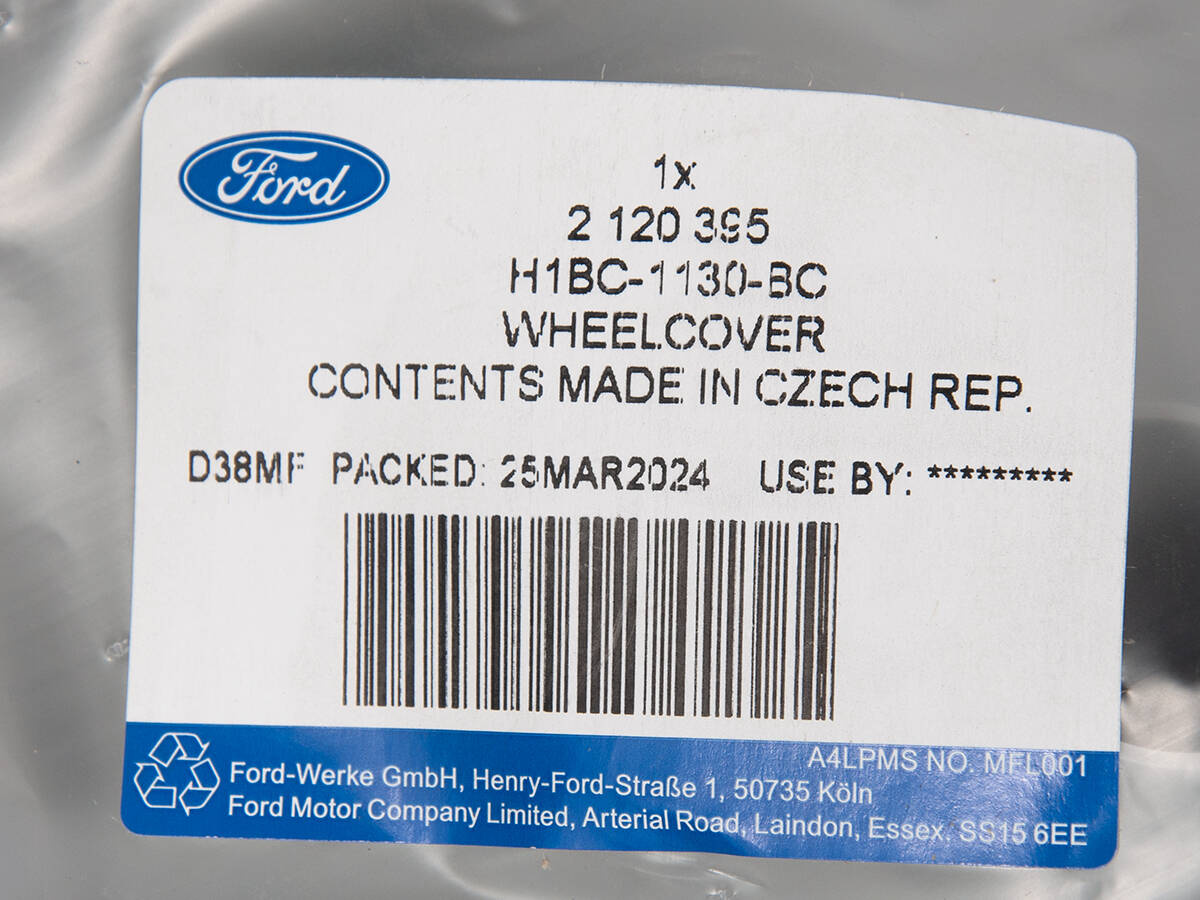 Ford
1x
2 120 395
H1BC-1130-BC
WHEELCOVER
CONTENTS MADE IN CZECH REP.
D38MF PACKED: 25MAR2024 USE BY: *********
A4LPMS NO. MFL001
Ford-Werke GmbH, Henry-Ford-Straße 1, 50735 Köln
Ford Motor Company Limited, Arterial Road, Laindon, Essex. SS15 6EE